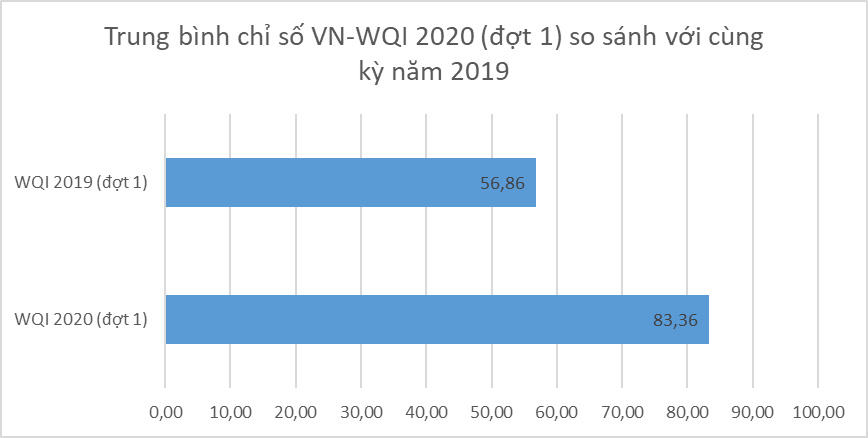 Trung bình chỉ số VN-WQI 2020 (đợt 1) so sánh với cùng
kỳ năm 2019
WQI 2019 (đợt 1)
56,86
WQI 2020 (đợt 1)
83,36
0,00 10,00 20,00 30,00 40,00 50,00 60,00 70,00 80,00 90,00 100,00